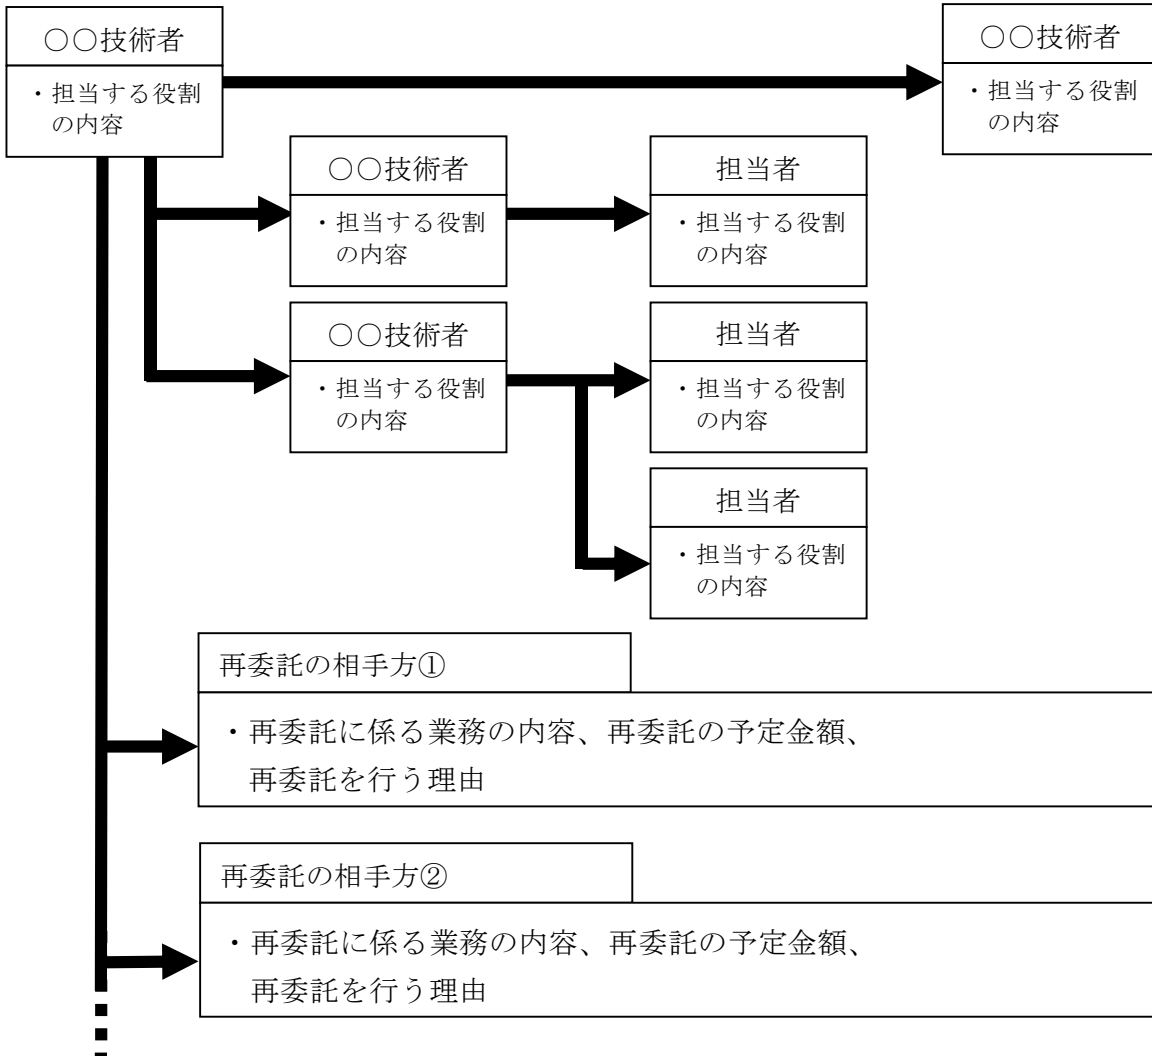 ○○技術者
・担当する役割
の内容
○○技術者
・担当する役割
の内容
○○技術者
・担当する役割
の内容
担当者
・担当する役割
の内容
○○技術者
・担当する役割
の内容
担当者
・担当する役割
の内容
担当者
・担当する役割
の内容
再委託の相手方①
・再委託に係る業務の内容、再委託の予定金額、
再委託を行う理由
再委託の相手方②
・再委託に係る業務の内容、再委託の予定金額、
再委託を行う理由